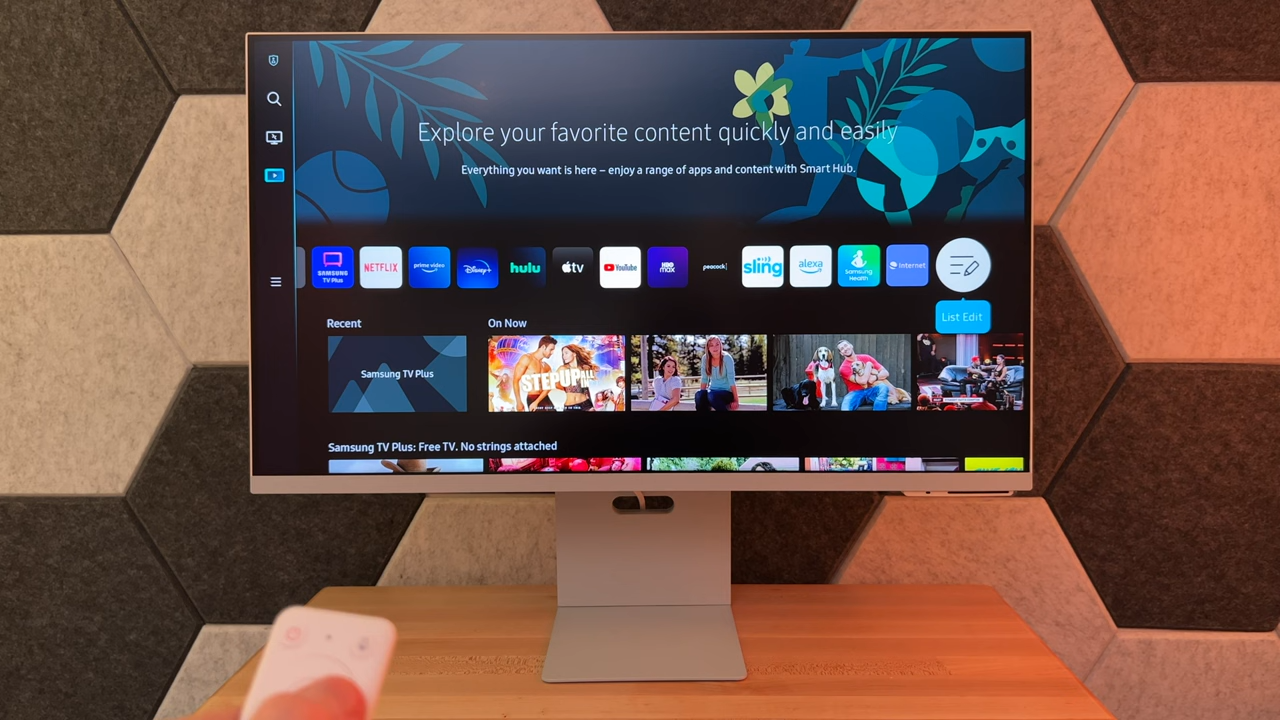 Explore your favorite content quickly and easily
Everything you want is here – enjoy a range of apps and content with Smart Hub.
SAMSUNG
TV Plus
NETFLIX
prime video
Disney+
hulu
tv
YouTube
HBO
max
peacock
with
sling
alexa
Samsung
Health
Internet
List Edit
Recent
On Now
Samsung TV Plus
STEP UP
ALL IN
Samsung TV Plus: Free TV. No strings attached